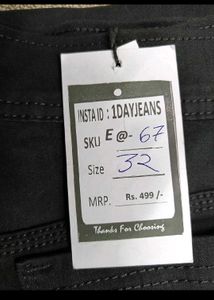 INSTA ID : 1DAYJEANS
SKU E @- 67
Size 32
MRP. Rs. 499 /-
Thanks For Choosing